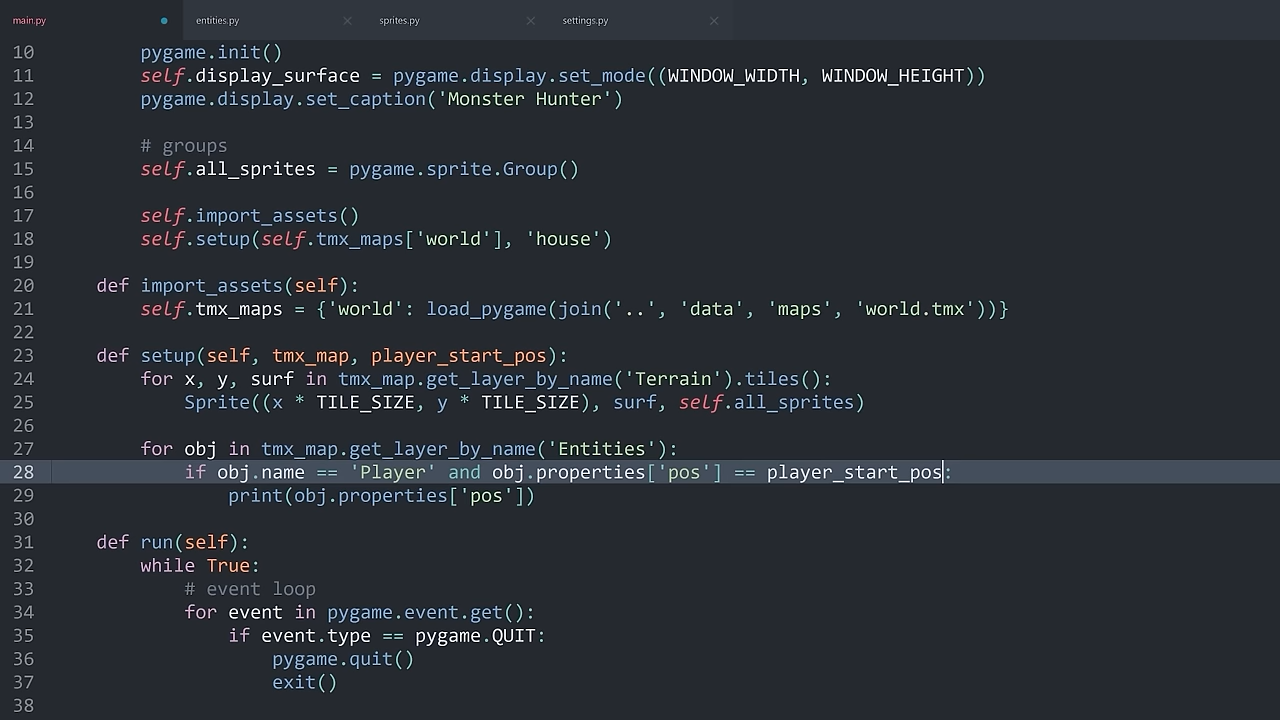 main.py entities.py sprites.py settings.py
10 pygame.init()
11 self.display_surface = pygame.display.set_mode((WINDOW_WIDTH, WINDOW_HEIGHT))
12 pygame.display.set_caption('Monster Hunter')
13
14 # groups
15 self.all_sprites = pygame.sprite.Group()
16
17 self.import_assets()
18 self.setup(self.tmx_maps['world'], 'house')
19
20 def import_assets(self):
21 self.tmx_maps = {'world': load_pygame(join('..', 'data', 'maps', 'world.tmx'))}
22
23 def setup(self, tmx_map, player_start_pos):
24 for x, y, surf in tmx_map.get_layer_by_name('Terrain').tiles():
25 Sprite((x * TILE_SIZE, y * TILE_SIZE), surf, self.all_sprites)
26
27 for obj in tmx_map.get_layer_by_name('Entities'):
28 if obj.name == 'Player' and obj.properties['pos'] == player_start_pos:
29 print(obj.properties['pos'])
30
31 def run(self):
32 while True:
33 # event loop
34 for event in pygame.event.get():
35 if event.type == pygame.QUIT:
36 pygame.quit()
37 exit()
38